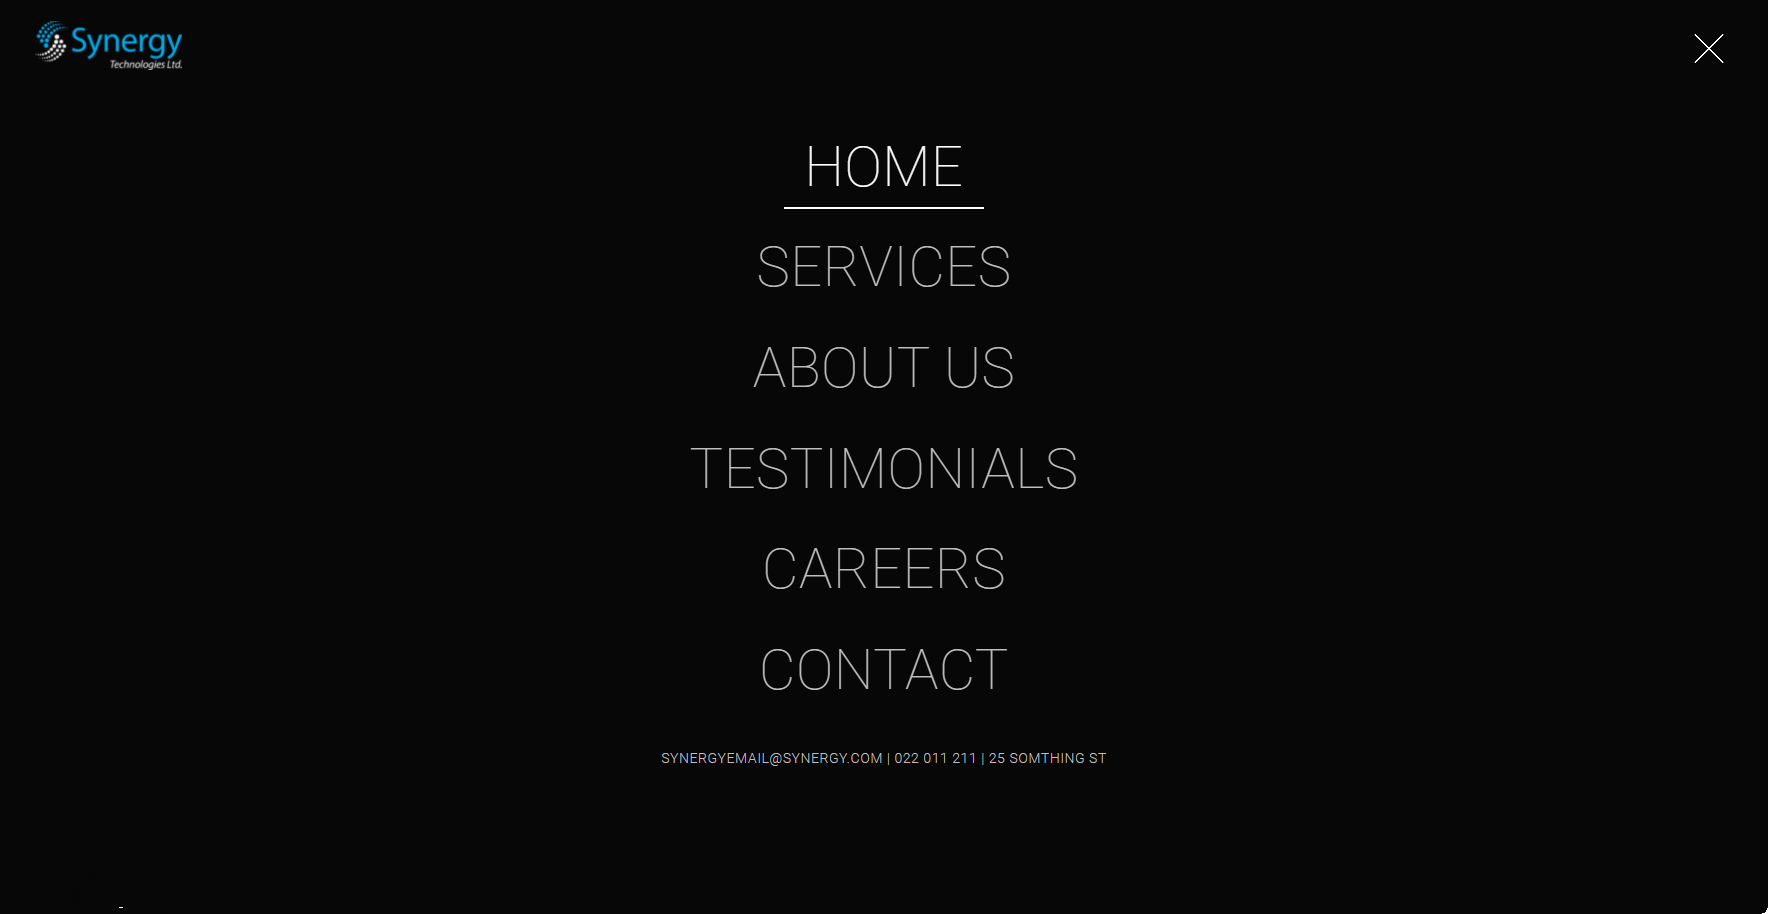 Synergy
Technologies Ltd.
HOME
SERVICES
ABOUT US
TESTIMONIALS
CAREERS
CONTACT
SYNERGYEMAIL@SYNERGY.COM | 022 011 211 | 25 SOMTHING ST